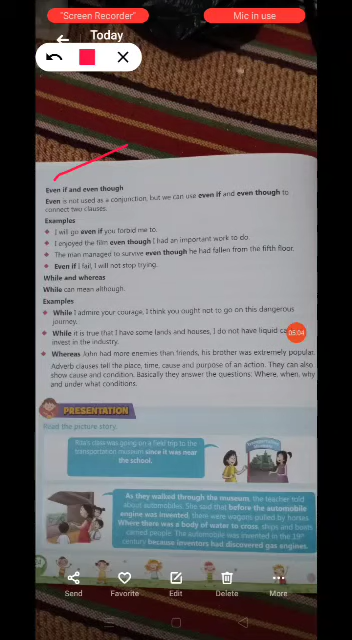 "Screen Recorder"
Mic in use
Today
Even if and even though
Even is not used as a conjunction, but we can use even if and even though to
connect two clauses.
Examples
I will go even if you forbid me to.
I enjoyed the film even though I had an important work to do.
The man managed to survive even though he had fallen from the fifth floor.
Even if I fail, I will not stop trying.
While and whereas
While can mean although.
Examples
While I admire your courage, I think you ought not to go on this dangerous
journey.
While it is true that I have some lands and houses, I do not have liquid
05:04
invest in the industry.
Whereas John had more enemies than friends, his brother was extremely popular.
Adverb clauses tell the place, time, cause and purpose of an action. They can also
show cause and condition. Basically they answer the questions: Where, when, why
and under what conditions.
PRESENTATION
Read the picture story.
class was going on a field trip to the
transportation museum since it was near
the school.
As they walked through the museum, the teacher told
about automobiles. She said that before the automobile
engine was invented, there were wagons pulled by horses.
Where there was a body of water to cross, ships and boats
carried people. The automobile was invented in the 19th
century because inventors had discovered gas engines.
Send
Favorite
Edit
Delete
More